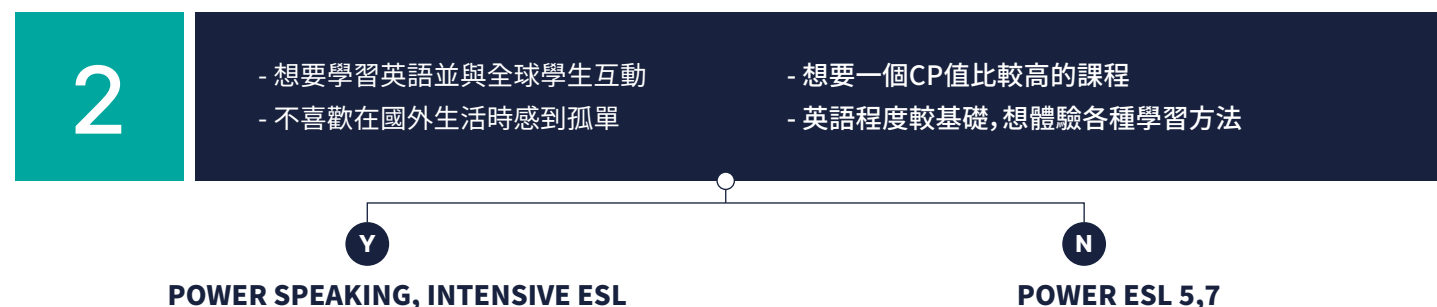 2
- 想要學習英語並與全球學生互動
- 不喜歡在國外生活時感到孤單
- 想要一個CP值比較高的課程
- 英語程度較基礎,想體驗各種學習方法
Y
N
POWER SPEAKING, INTENSIVE ESL
POWER ESL 5,7